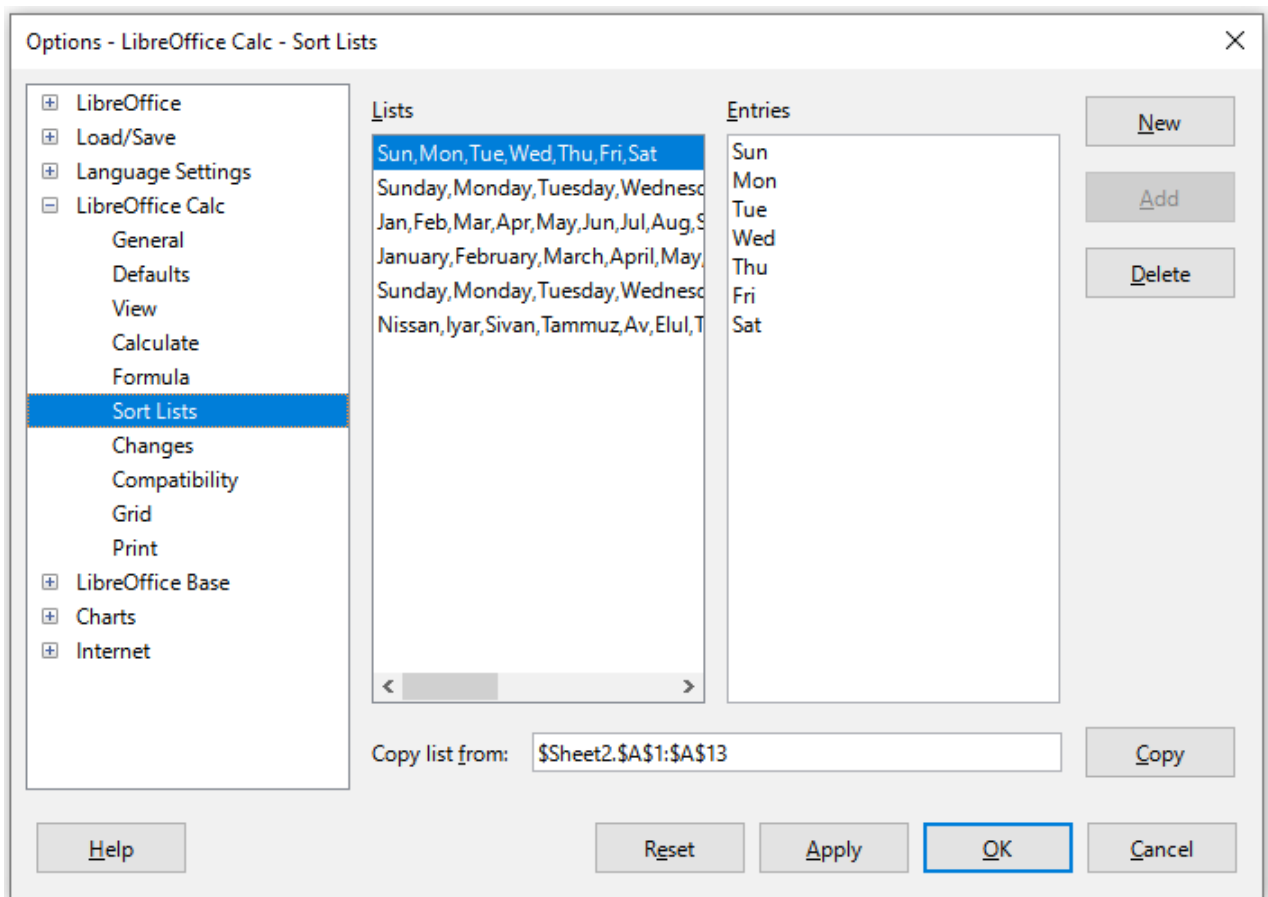 Options - LibreOffice Calc - Sort Lists
LibreOffice
Load/Save
Language Settings
LibreOffice Calc
General
Defaults
View
Calculate
Formula
Sort Lists
Changes
Compatibility
Grid
Print
LibreOffice Base
Charts
Internet
Lists
Sun,Mon,Tue,Wed,Thu,Fri,Sat
Sunday,Monday,Tuesday,Wednesd
Jan,Feb,Mar,Apr,May,Jun,Jul,Aug,S
January,February,March,April,May,
Sunday,Monday,Tuesday,Wednesd
Nissan,Iyar,Sivan,Tammuz,Av,Elul,T
Entries
Sun
Mon
Tue
Wed
Thu
Fri
Sat
New
Add
Delete
Copy list from: $Sheet2.$A$1:$A$13 Copy
Help Reset Apply OK Cancel